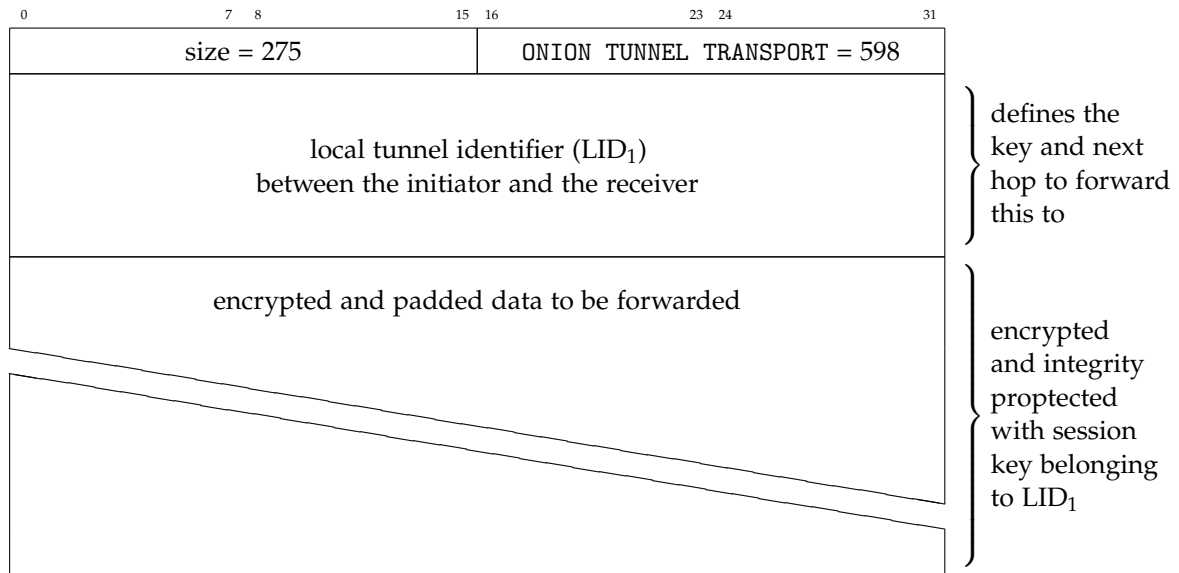 0 7 8 15 16 23 24 31
size = 275 ONION TUNNEL TRANSPORT = 598
local tunnel identifier (LID₁)
between the initiator and the receiver
defines the
key and next
hop to forward
this to
encrypted and padded data to be forwarded
encrypted
and integrity
proptected
with session
key belonging
to LID₁